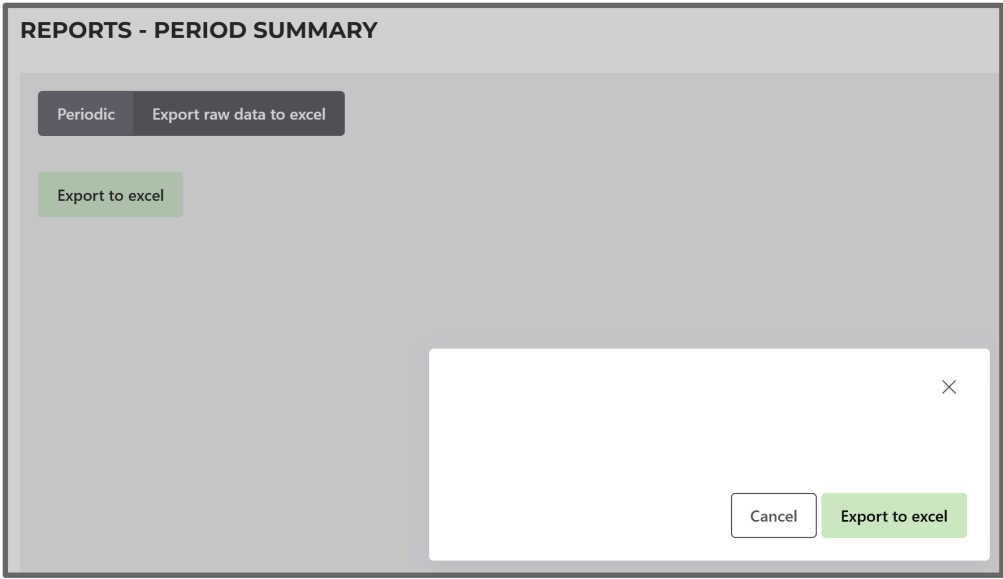 REPORTS - PERIOD SUMMARY
Periodic Export raw data to excel
Export to excel
Cancel Export to excel